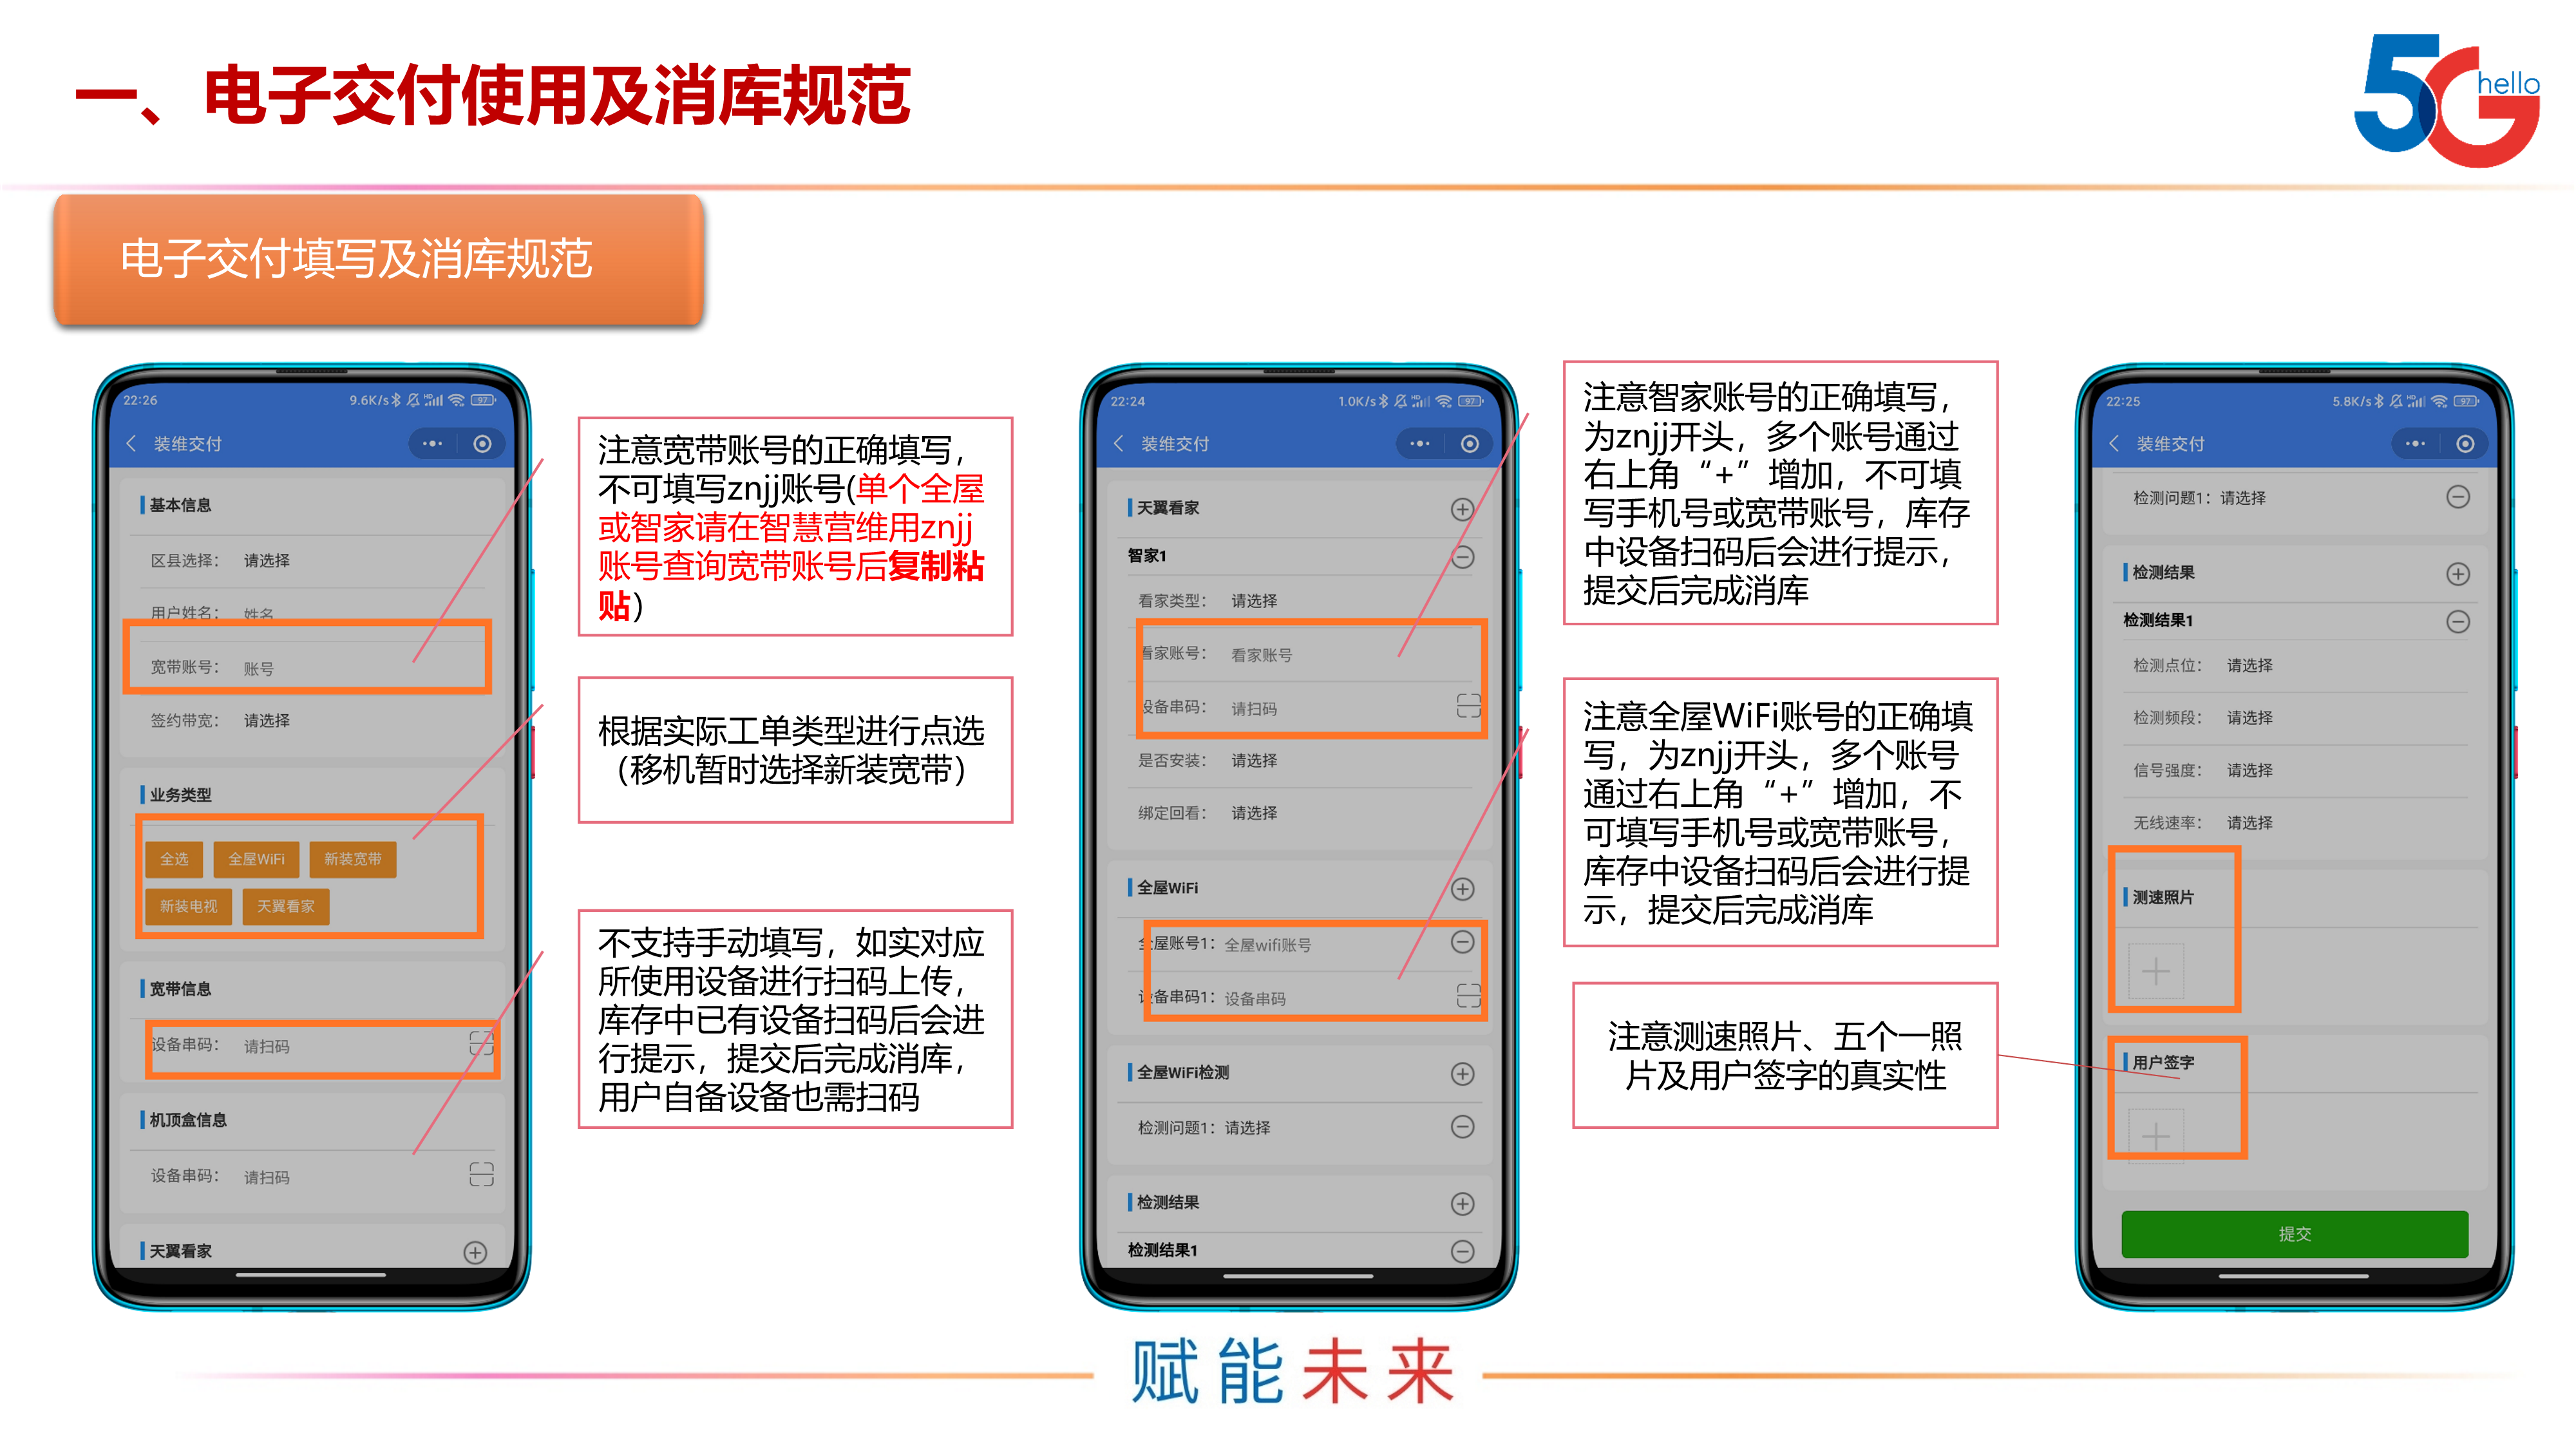 一、电子交付使用及消库规范
5G hello
电子交付填写及消库规范
22:26
9.6K/s
97
装维交付
基本信息
区县选择： 请选择
用户姓名： 姓名
宽带账号： 账号
签约带宽： 请选择
业务类型
全选 全屋WiFi 新装宽带
新装电视 天翼看家
宽带信息
设备串码： 请扫码
机顶盒信息
设备串码： 请扫码
天翼看家
注意宽带账号的正确填写，
不可填写znjj账号(单个全屋
或智家请在智慧营维用znjj
账号查询宽带账号后复制粘
贴)
根据实际工单类型进行点选
（移机暂时选择新装宽带）
不支持手动填写，如实对应
所使用设备进行扫码上传，
库存中已有设备扫码后会进
行提示，提交后完成消库，
用户自备设备也需扫码
22:24
1.0K/s
97
装维交付
天翼看家
智家1
看家类型： 请选择
看家账号： 看家账号
设备串码： 请扫码
是否安装： 请选择
绑定回看： 请选择
全屋WiFi
全屋账号1： 全屋wifi账号
设备串码1： 设备串码
全屋WiFi检测
检测问题1： 请选择
检测结果
检测结果1
注意智家账号的正确填写，
为znjj开头，多个账号通过
右上角“+”增加，不可填
写手机号或宽带账号，库存
中设备扫码后会进行提示，
提交后完成消库
注意全屋WiFi账号的正确填
写，为znjj开头，多个账号
通过右上角“+”增加，不
可填写手机号或宽带账号，
库存中设备扫码后会进行提
示，提交后完成消库
注意测速照片、五个一照
片及用户签字的真实性
22:25
5.8K/s
97
装维交付
检测问题1： 请选择
检测结果
检测结果1
检测点位： 请选择
检测频段： 请选择
信号强度： 请选择
无线速率： 请选择
测速照片
用户签字
提交
赋能未来